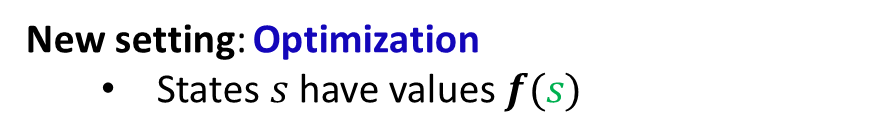 New setting: Optimization
• States s have values f(s)